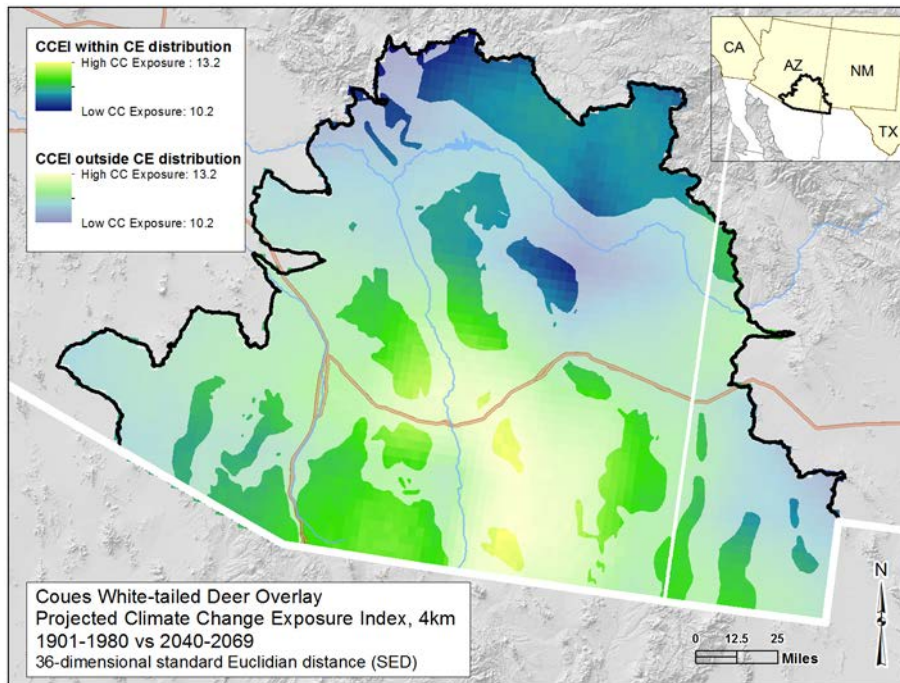 CCEI within CE distribution
High CC Exposure : 13.2
Low CC Exposure: 10.2
CCEI outside CE distribution
High CC Exposure: 13.2
Low CC Exposure: 10.2
CA
AZ
NM
TX
Coues White-tailed Deer Overlay
Projected Climate Change Exposure Index, 4km
1901-1980 vs 2040-2069
36-dimensional standard Euclidian distance (SED)
N
0 12.5 25
Miles